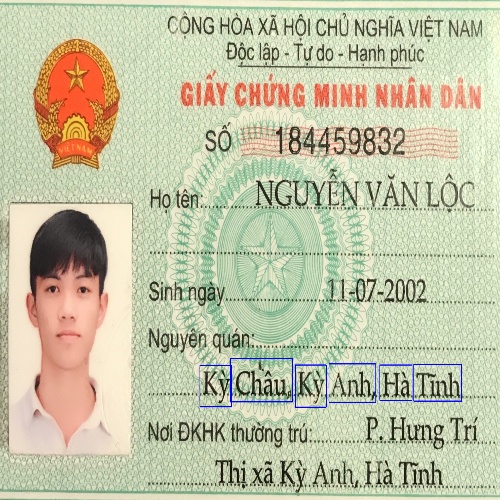 CỘNG HÒA XÃ HỘI CHỦ NGHĨA VIỆT NAM
Độc lập - Tự do - Hạnh phúc
GIẤY CHỨNG MINH NHÂN DÂN
SỐ 184459832
Họ tên: NGUYỄN VĂN LỘC
Sinh ngày 11-07-2002
Nguyên quán:
Kỳ Châu, Kỳ Anh, Hà Tĩnh
Nơi ĐKHK thường trú: P. Hưng Trí
Thị xã Kỳ Anh, Hà Tĩnh
VIỆT NAM